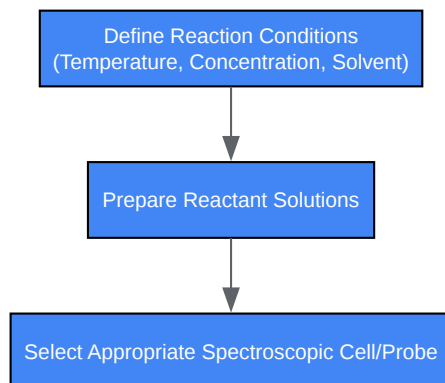 Define Reaction Conditions
(Temperature, Concentration, Solvent)
Prepare Reactant Solutions
Select Appropriate Spectroscopic Cell/Probe